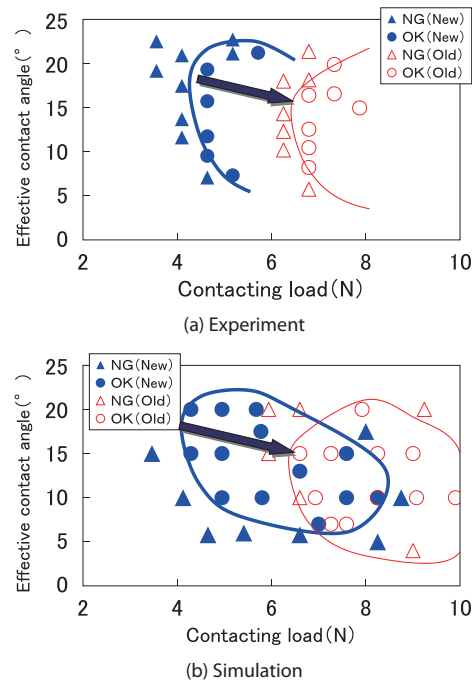 Effective contact angle(°)
25
20
15
10
5
0
2
4
6
8
10
▲ NG(New)
● OK(New)
△ NG(Old)
○ OK(Old)
Contacting load(N)
(a) Experiment
Effective contact angle(°)
25
20
15
10
5
0
2
4
6
8
10
▲ NG(New)
● OK(New)
△ NG(Old)
○ OK(Old)
Contacting load(N)
(b) Simulation